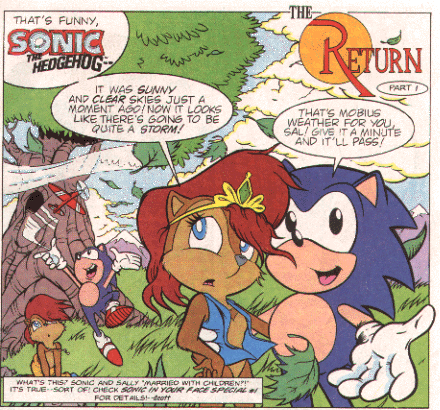 THAT'S FUNNY,
SONIC
THE
HEDGEHOG
THE
RETURN
PART 1
IT WAS SUNNY
AND CLEAR SKIES JUST A
MOMENT AGO! NOW IT LOOKS
LIKE THERE'S GOING TO BE
QUITE A STORM!
THAT'S MOBIUS
WEATHER FOR YOU,
SAL! GIVE IT A MINUTE
AND IT'LL PASS!
WHAT'S THIS? SONIC AND SALLY "MARRIED WITH CHILDREN?!"
IT'S TRUE--SORT OF! CHECK SONIC IN YOUR FACE SPECIAL #1
FOR DETAILS!--Scott